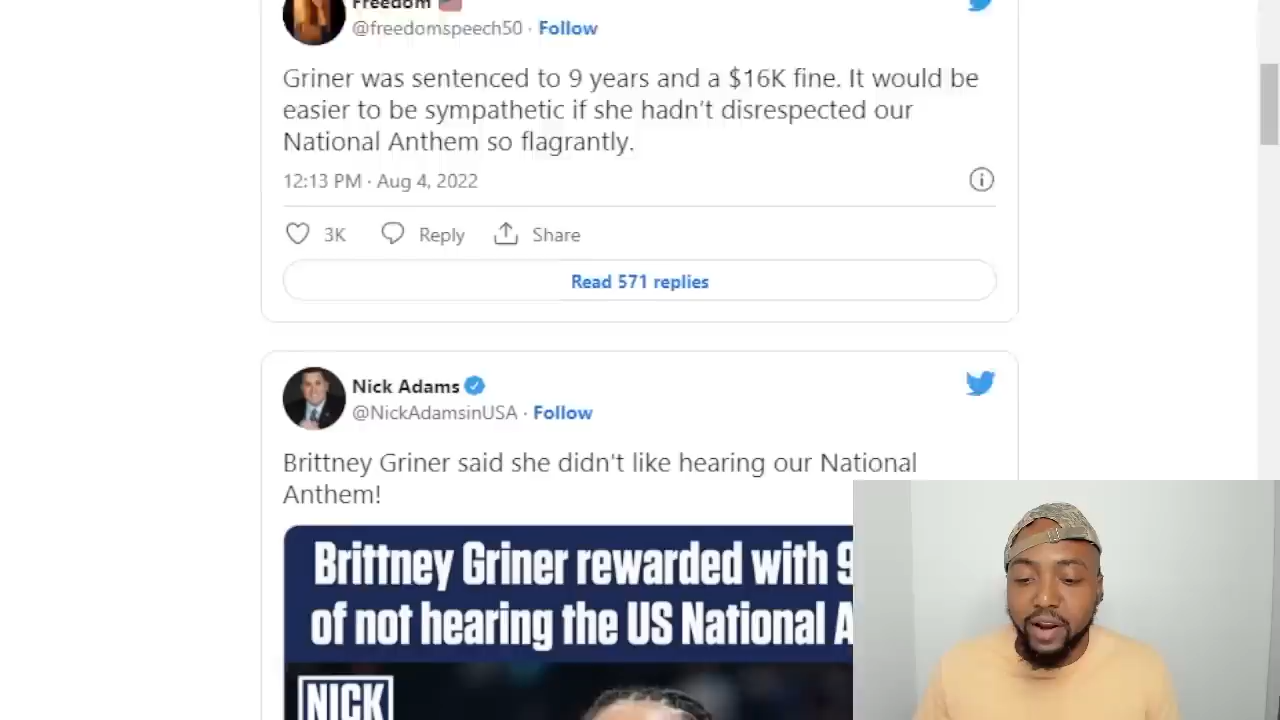 Freedom
@freedomspeech50 · Follow
Griner was sentenced to 9 years and a $16K fine. It would be
easier to be sympathetic if she hadn't disrespected our
National Anthem so flagrantly.
12:13 PM · Aug 4, 2022
3K Reply Share
Read 571 replies
Nick Adams
@NickAdamsinUSA · Follow
Brittney Griner said she didn't like hearing our National
Anthem!
Brittney Griner rewarded with 9
of not hearing the US National A
NICK